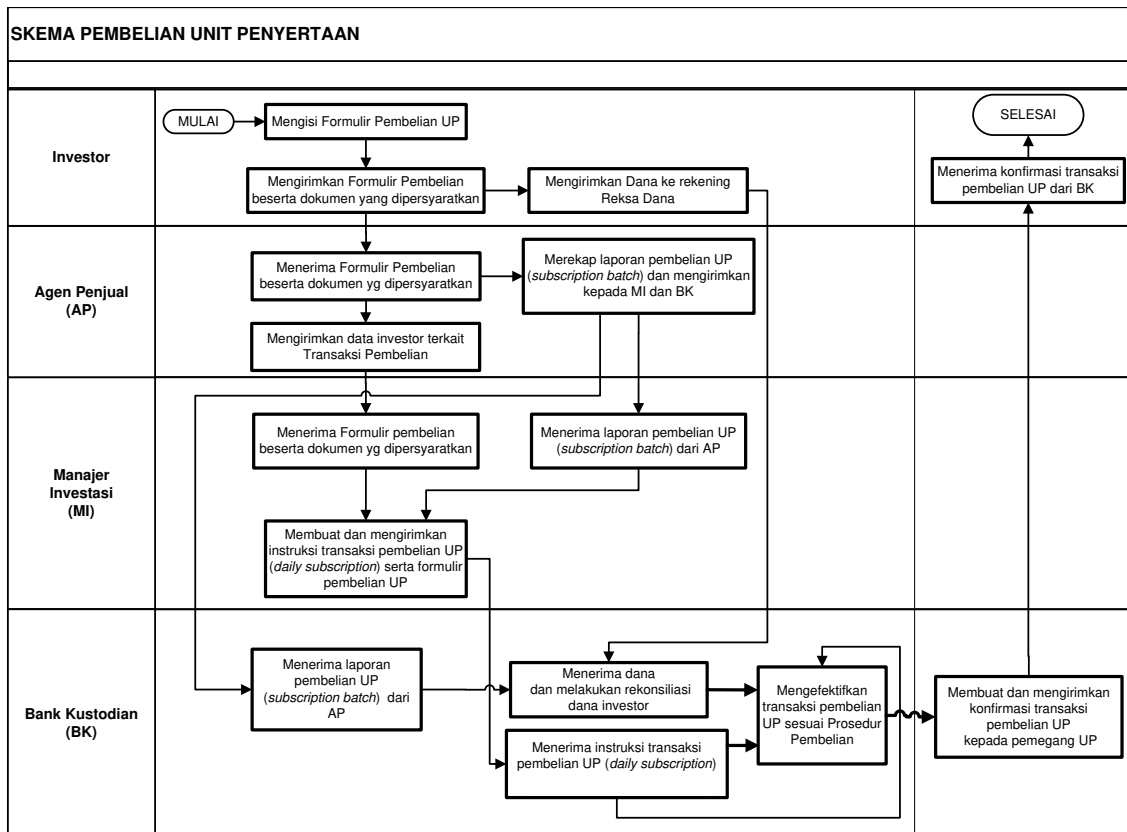 SKEMA PEMBELIAN UNIT PENYERTAAN
Investor
MULAI
Mengisi Formulir Pembelian UP
Mengirimkan Formulir Pembelian
beserta dokumen yang dipersyaratkan
Mengirimkan Dana ke rekening
Reksa Dana
SELESAI
Menerima konfirmasi transaksi
pembelian UP dari BK
Agen Penjual
(AP)
Menerima Formulir Pembelian
beserta dokumen yg dipersyaratkan
Merekap laporan pembelian UP
(subscription batch) dan mengirimkan
kepada MI dan BK
Mengirimkan data investor terkait
Transaksi Pembelian
Manajer
Investasi
(MI)
Menerima Formulir pembelian
beserta dokumen yg dipersyaratkan
Menerima laporan pembelian UP
(subscription batch) dari AP
Membuat dan mengirimkan
instruksi transaksi pembelian UP
(daily subscription) serta formulir
pembelian UP
Bank Kustodian
(BK)
Menerima laporan
pembelian UP
(subscription batch) dari
AP
Menerima dana
dan melakukan rekonsiliasi
dana investor
Menerima instruksi transaksi
pembelian UP (daily subscription)
Mengefektifkan
transaksi pembelian
UP sesuai Prosedur
Pembelian
Membuat dan mengirimkan
konfirmasi transaksi
pembelian UP
kepada pemegang UP